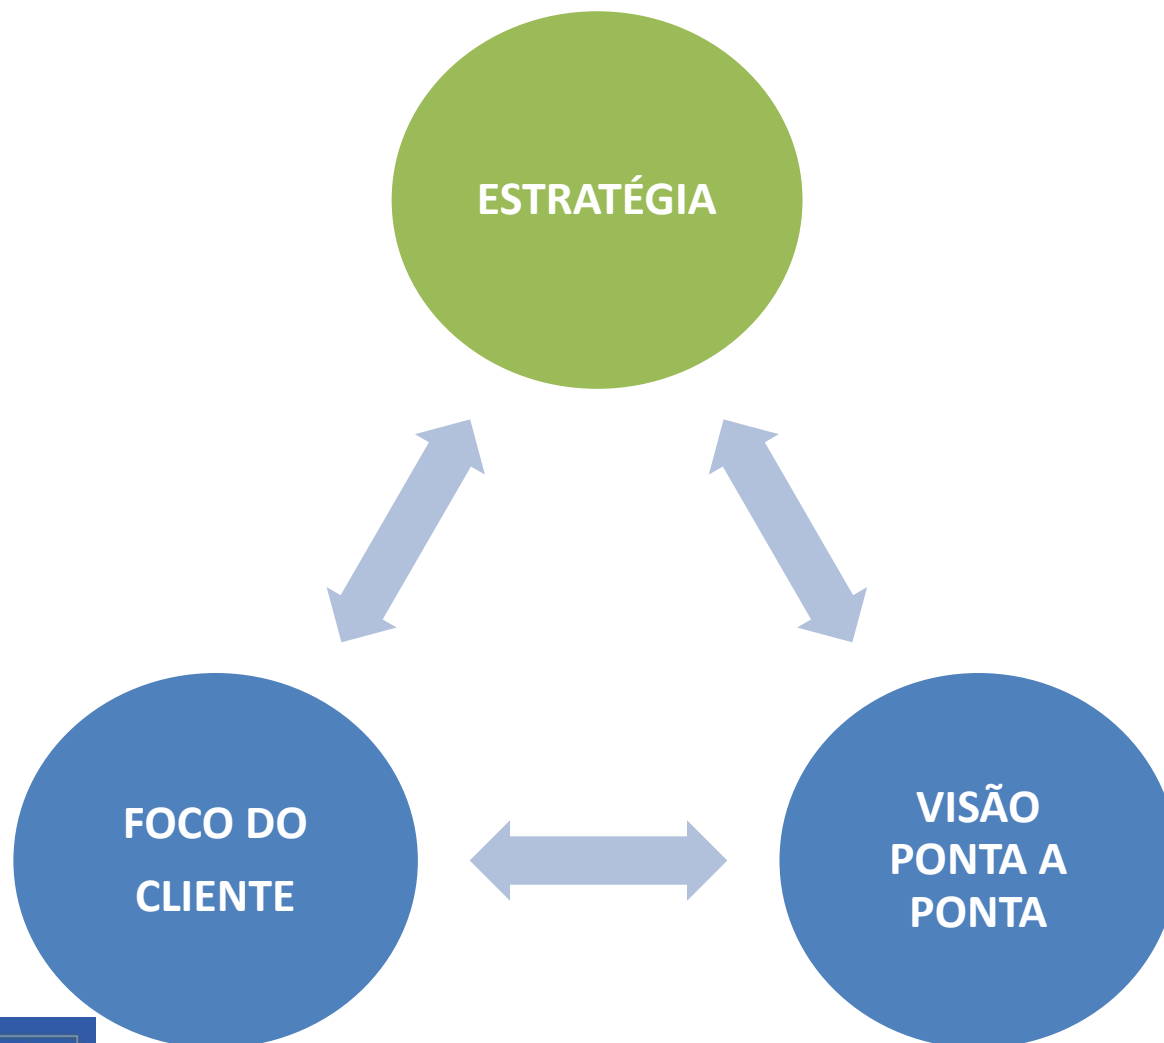 ESTRATÉGIA
FOCO DO
CLIENTE
VISÃO
PONTA A
PONTA